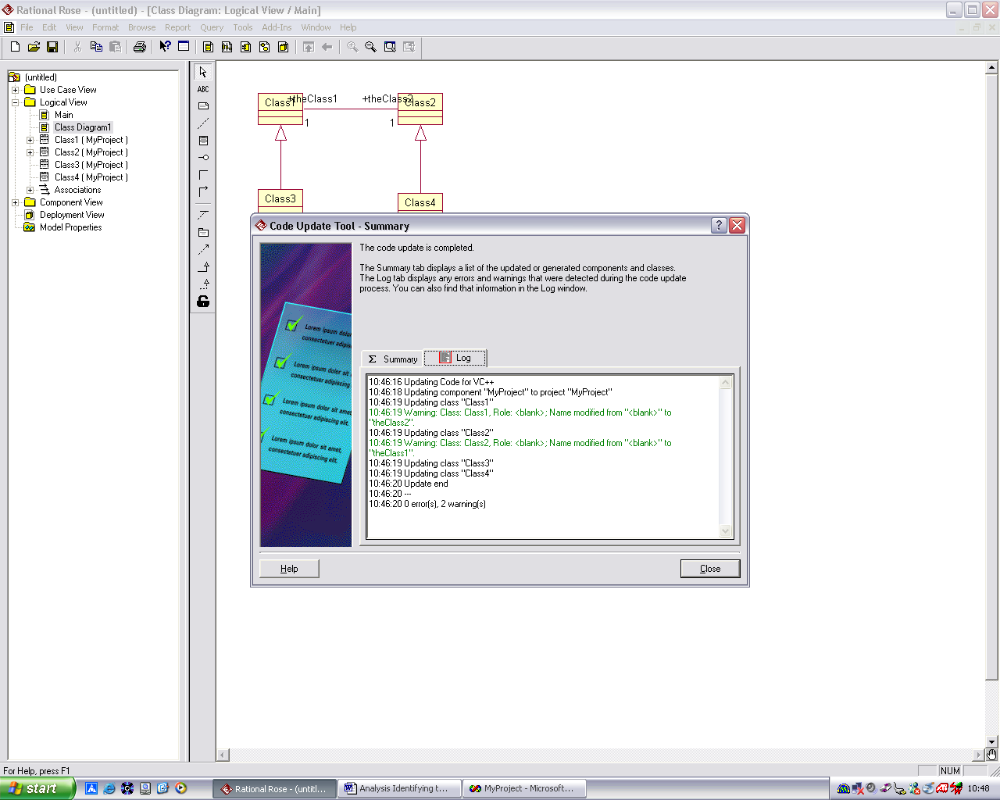 Rational Rose - (untitled) - [Class Diagram: Logical View / Main]
File Edit View Format Browse Report Query Tools Add-Ins Window Help
(untitled)
Use Case View
Logical View
Main
Class Diagram1
Class1 ( MyProject )
Class2 ( MyProject )
Class3 ( MyProject )
Class4 ( MyProject )
Associations
Component View
Deployment View
Model Properties
ABC
Class1 +theClass1 +theClass2 Class2
1 1
Class3 Class4
Code Update Tool - Summary
The code update is completed.
The Summary tab displays a list of the updated or generated components and classes.
The Log tab displays any errors and warnings that were detected during the code update
process. You can also find that information in the Log window.
Lorem ipsum dolor
consectetuer adipis
Lorem ipsum dolor sit
consectetuer adipiscing
Lorem ipsum dolor sit amet,
consectetuer adipiscing elit.
Lorem ipsum dolor sit amet,
consectetuer adipiscing elit.
Σ Summary Log
10:46:16 Updating Code for VC++
10:46:18 Updating component "MyProject" to project "MyProject"
10:46:19 Updating class "Class1"
10:46:19 Warning: Class: Class1, Role: <blank>; Name modified from "<blank>" to
"theClass2".
10:46:19 Updating class "Class2"
10:46:19 Warning: Class: Class2, Role: <blank>; Name modified from "<blank>" to
"theClass1".
10:46:19 Updating class "Class3"
10:46:19 Updating class "Class4"
10:46:20 Update end
10:46:20 ---
10:46:20 0 error(s), 2 warning(s)
Help Close
For Help, press F1
NUM
start
Rational Rose - (untitl...
Analysis Identifying t...
MyProject - Microsoft...
10:48